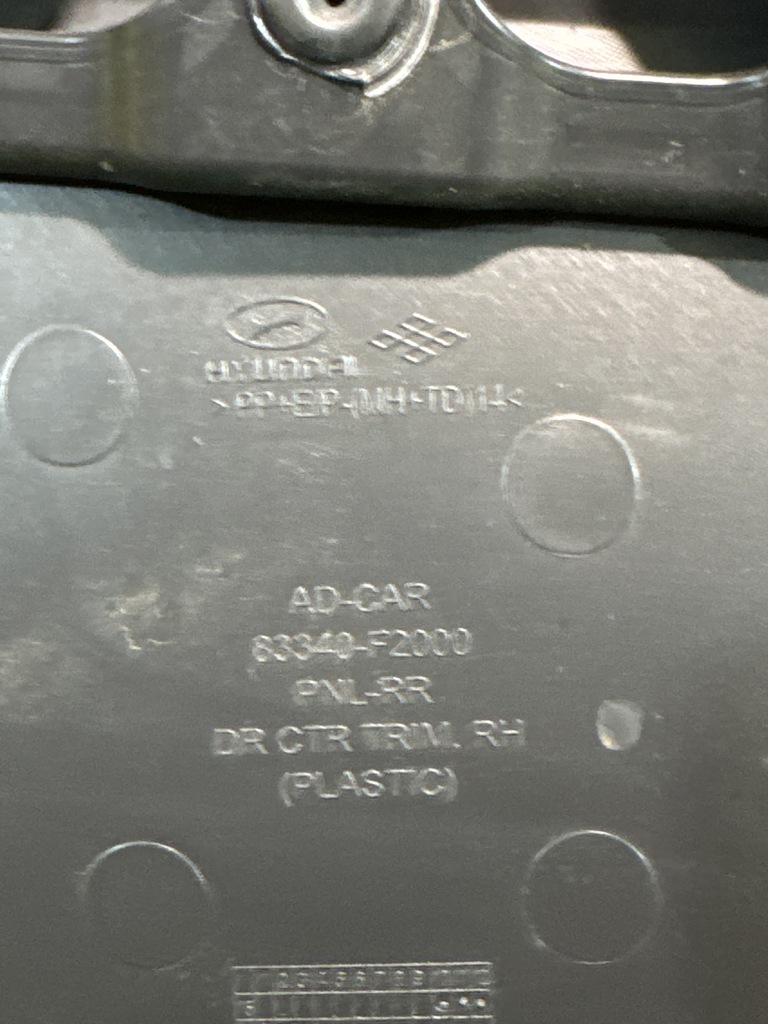 HYUNDAI
>PP+EP-(MH+TD)14<
AD-CAR
83340-F2000
PNL-RR
DR CTR TRIM. RH
(PLASTIC)